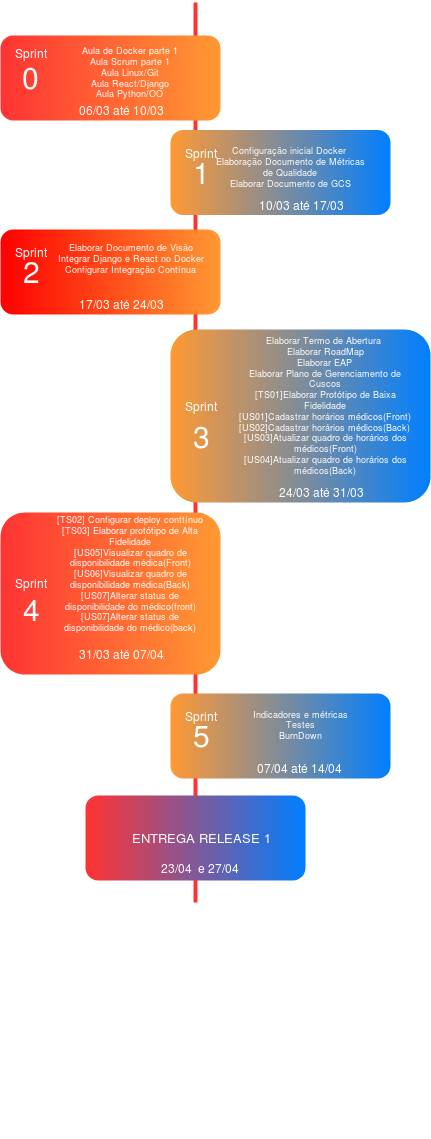 Sprint
0
Aula de Docker parte 1
Aula Scrum parte 1
Aula Linux/Git
Aula React/Django
Aula Python/OO
06/03 até 10/03
Sprint
1
Configuração inicial Docker
Elaboração Documento de Métricas
de Qualidade
Elaborar Documento de GCS
10/03 até 17/03
Sprint
2
Elaborar Documento de Visão
Integrar Django e React no Docker
Configurar Integração Contínua
17/03 até 24/03
Sprint
3
Elaborar Termo de Abertura
Elaborar RoadMap
Elaborar EAP
Elaborar Plano de Gerenciamento de
Cuscos
[TS01]Elaborar Protótipo de Baixa
Fidelidade
[US01]Cadastrar horários médicos(Front)
[US02]Cadastrar horários médicos(Back)
[US03]Atualizar quadro de horários dos
médicos(Front)
[US04]Atualizar quadro de horários dos
médicos(Back)
24/03 até 31/03
Sprint
4
[TS02] Configurar deploy conttínuo
[TS03] Elaborar protótipo de Alta
Fidelidade
[US05]Visualizar quadro de
disponibilidade médica(Front)
[US06]Visualizar quadro de
disponibilidade médica(Back)
[US07]Alterar status de
disponibilidade do médico(front)
[US07]Alterar status de
disponibilidade do médico(back)
31/03 até 07/04
Sprint
5
Indicadores e métricas
Testes
BurnDown
07/04 até 14/04
ENTREGA RELEASE 1
23/04  e 27/04